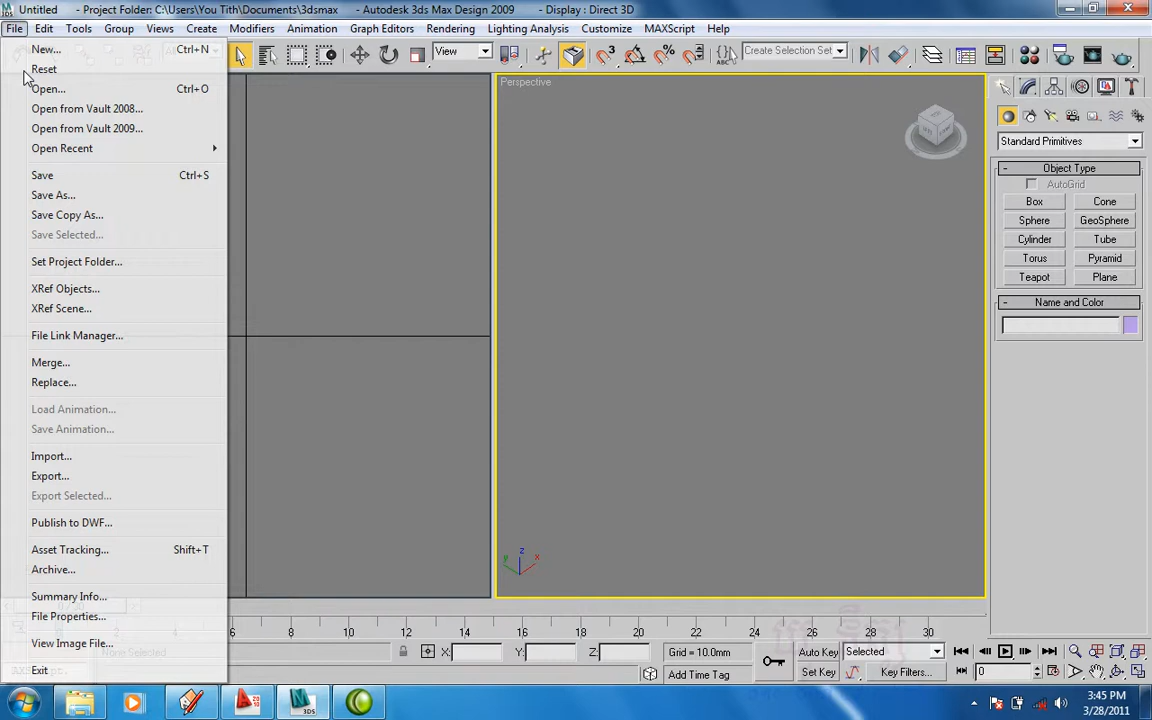 Untitled - Project Folder: C:\Users\You Tith\Documents\3dsmax - Autodesk 3ds Max Design 2009 - Display : Direct 3D
File Edit Tools Group Views Create Modifiers Animation Graph Editors Rendering Lighting Analysis Customize MAXScript Help
New... Ctrl+N
Reset
Open... Ctrl+O
Open from Vault 2008...
Open from Vault 2009...
Open Recent
Save Ctrl+S
Save As...
Save Copy As...
Save Selected...
Set Project Folder...
XRef Objects...
XRef Scene...
File Link Manager...
Merge...
Replace...
Load Animation...
Save Animation...
Import...
Export...
Export Selected...
Publish to DWF...
Asset Tracking... Shift+T
Archive...
Summary Info...
File Properties...
View Image File...
Exit
View
Create Selection Set
Perspective
z
y
x
Standard Primitives
- Object Type
AutoGrid
Box Cone
Sphere GeoSphere
Cylinder Tube
Torus Pyramid
Teapot Plane
- Name and Color
6 8 10 12 14 16 18 20 22 24 26 28 30
X: Y: Z: Grid = 10.0mm
Add Time Tag
Auto Key Selected
Set Key Key Filters...
0
3:45 PM
3/28/2011